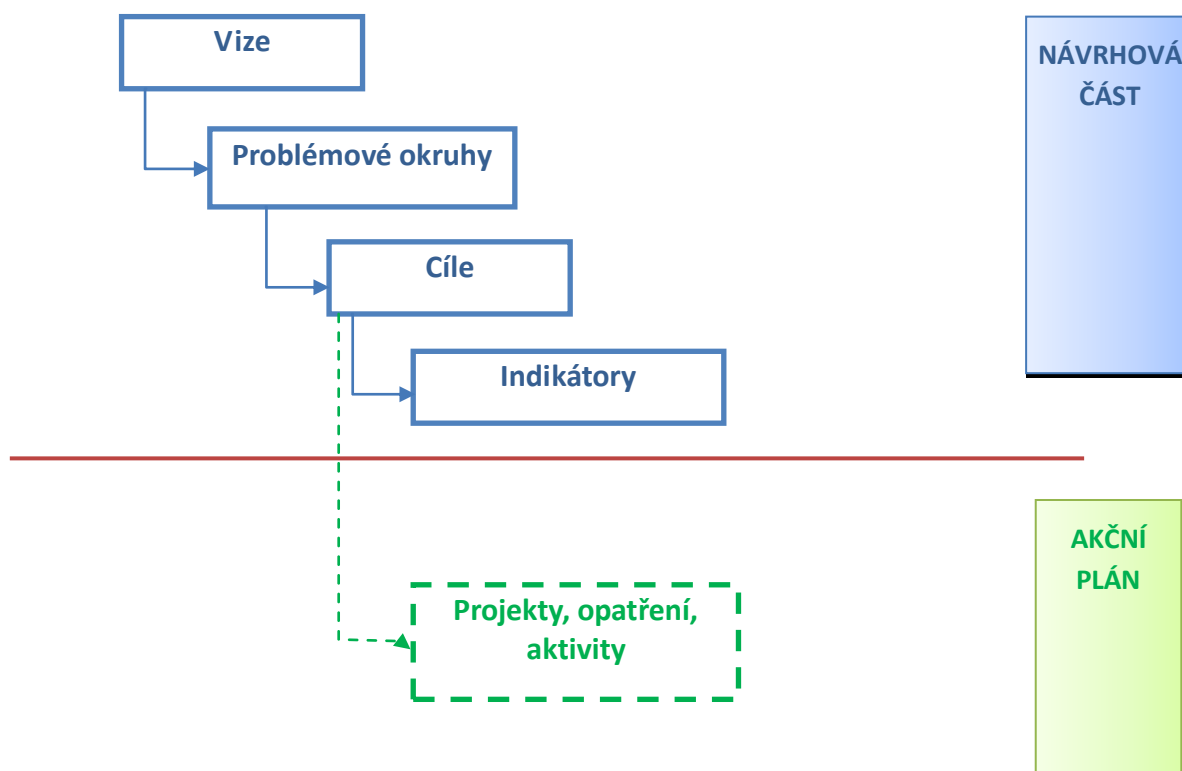 Vize
NÁVRHOVÁ
ČÁST
Problémové okruhy
Cíle
Indikátory
AKČNÍ
PLÁN
Projekty, opatření,
aktivity